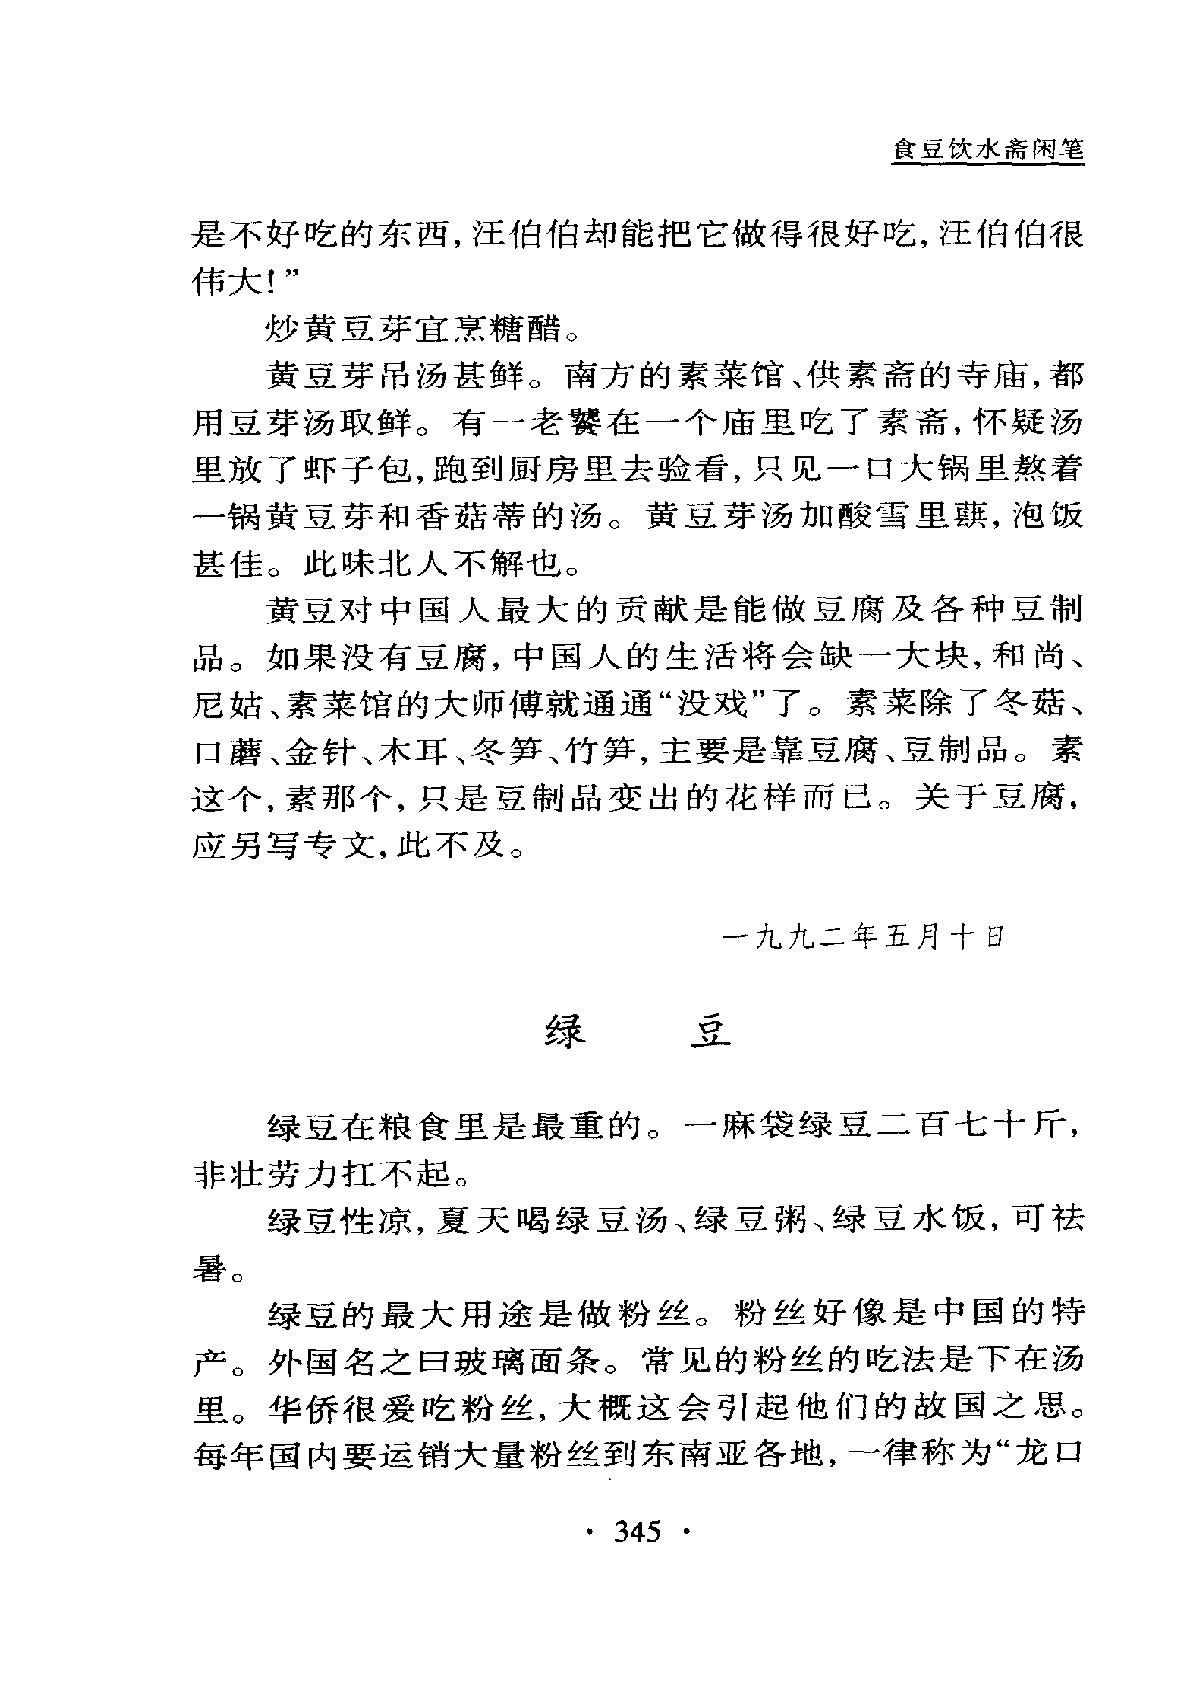 食豆饮水斋闲笔
是不好吃的东西,汪伯伯却能把它做得很好吃,汪伯伯很
伟大!”
炒黄豆芽宜烹糖醋。
黄豆芽吊汤甚鲜。南方的素菜馆、供素斋的寺庙,都
用豆芽汤取鲜。有一老饕在一个庙里吃了素斋,怀疑汤
里放了虾子包,跑到厨房里去验看,只见一口大锅里熬着
一锅黄豆芽和香菇蒂的汤。黄豆芽汤加酸雪里蕻,泡饭
甚佳。此味北人不解也。
黄豆对中国人最大的贡献是能做豆腐及各种豆制
品。如果没有豆腐,中国人的生活将会缺一大块,和尚、
尼姑、素菜馆的大师傅就通通“没戏”了。素菜除了冬菇、
口蘑、金针、木耳、冬笋、竹笋,主要是靠豆腐、豆制品。素
这个,素那个,只是豆制品变出的花样而已。关于豆腐,
应另写专文,此不及。
一九九二年五月十日
绿 豆
绿豆在粮食里是最重的。一麻袋绿豆二百七十斤,
非壮劳力扛不起。
绿豆性凉,夏天喝绿豆汤、绿豆粥、绿豆水饭,可祛
暑。
绿豆的最大用途是做粉丝。粉丝好像是中国的特
产。外国名之曰玻璃面条。常见的粉丝的吃法是下在汤
里。华侨很爱吃粉丝,大概这会引起他们的故国之思。
每年国内要运销大量粉丝到东南亚各地,一律称为“龙口
· 345 ·